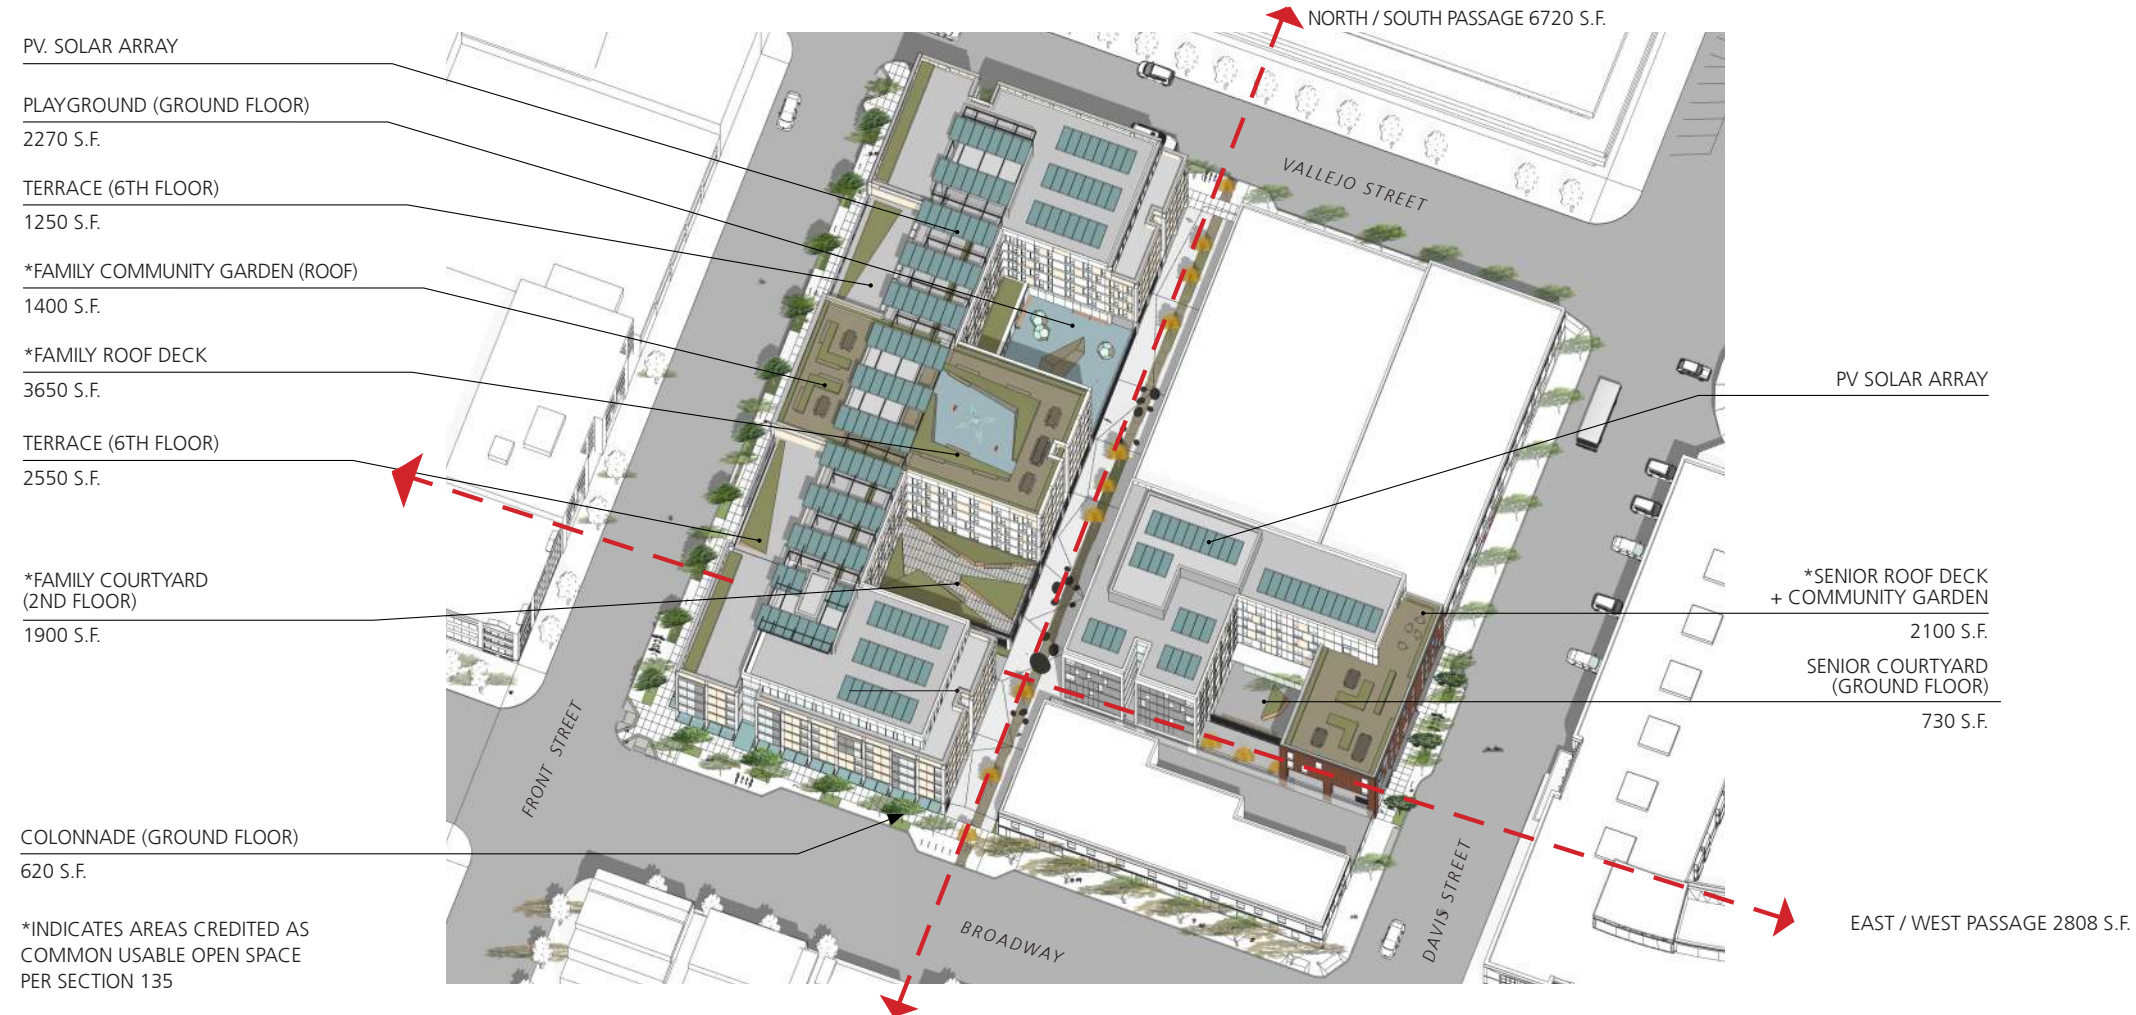 NORTH / SOUTH PASSAGE 6720 S.F.
PV. SOLAR ARRAY
PLAYGROUND (GROUND FLOOR)
2270 S.F.
TERRACE (6TH FLOOR)
1250 S.F.
*FAMILY COMMUNITY GARDEN (ROOF)
1400 S.F.
*FAMILY ROOF DECK
3650 S.F.
TERRACE (6TH FLOOR)
2550 S.F.
*FAMILY COURTYARD
(2ND FLOOR)
1900 S.F.
COLONNADE (GROUND FLOOR)
620 S.F.
*INDICATES AREAS CREDITED AS
COMMON USABLE OPEN SPACE
PER SECTION 135
VALLEJO STREET
FRONT STREET
BROADWAY
DAVIS STREET
PV SOLAR ARRAY
*SENIOR ROOF DECK
+ COMMUNITY GARDEN
2100 S.F.
SENIOR COURTYARD
(GROUND FLOOR)
730 S.F.
EAST / WEST PASSAGE 2808 S.F.